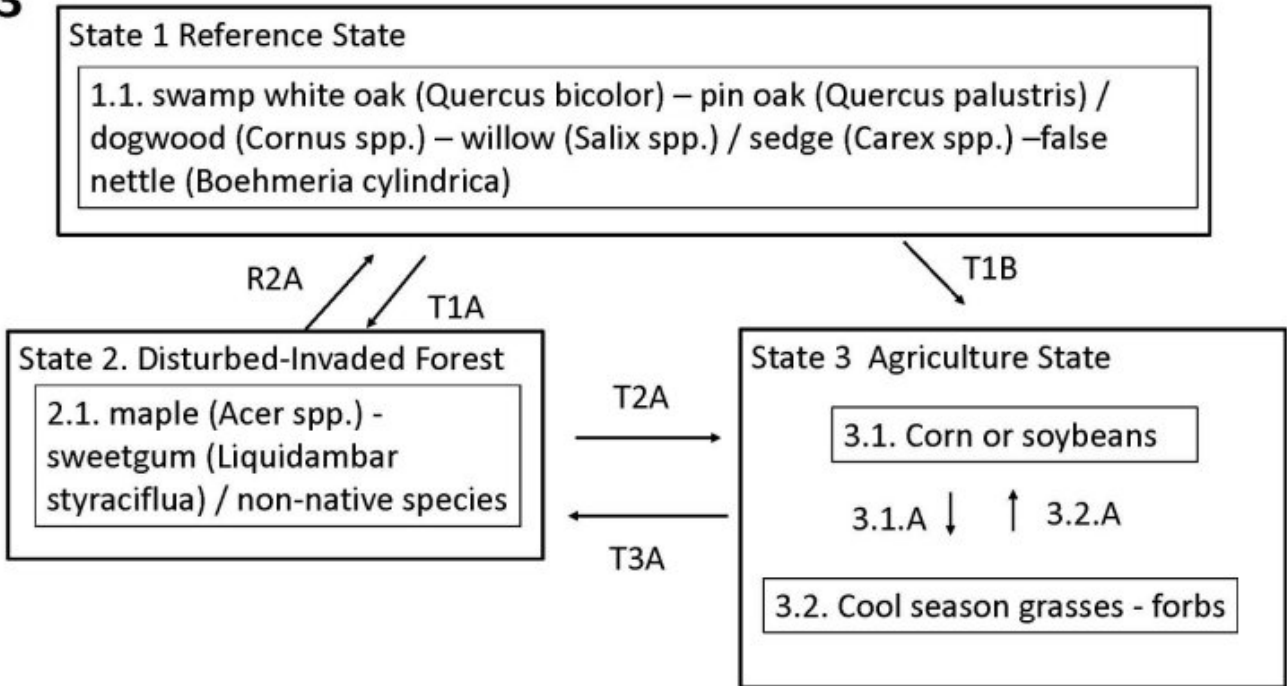 State 1 Reference State
1.1. swamp white oak (Quercus bicolor) – pin oak (Quercus palustris) /
dogwood (Cornus spp.) – willow (Salix spp.) / sedge (Carex spp.) –false
nettle (Boehmeria cylindrica)
R2A
T1A
T1B
State 2. Disturbed-Invaded Forest
2.1. maple (Acer spp.) -
sweetgum (Liquidambar
styraciflua) / non-native species
T2A
T3A
State 3 Agriculture State
3.1. Corn or soybeans
3.1.A
3.2.A
3.2. Cool season grasses - forbs